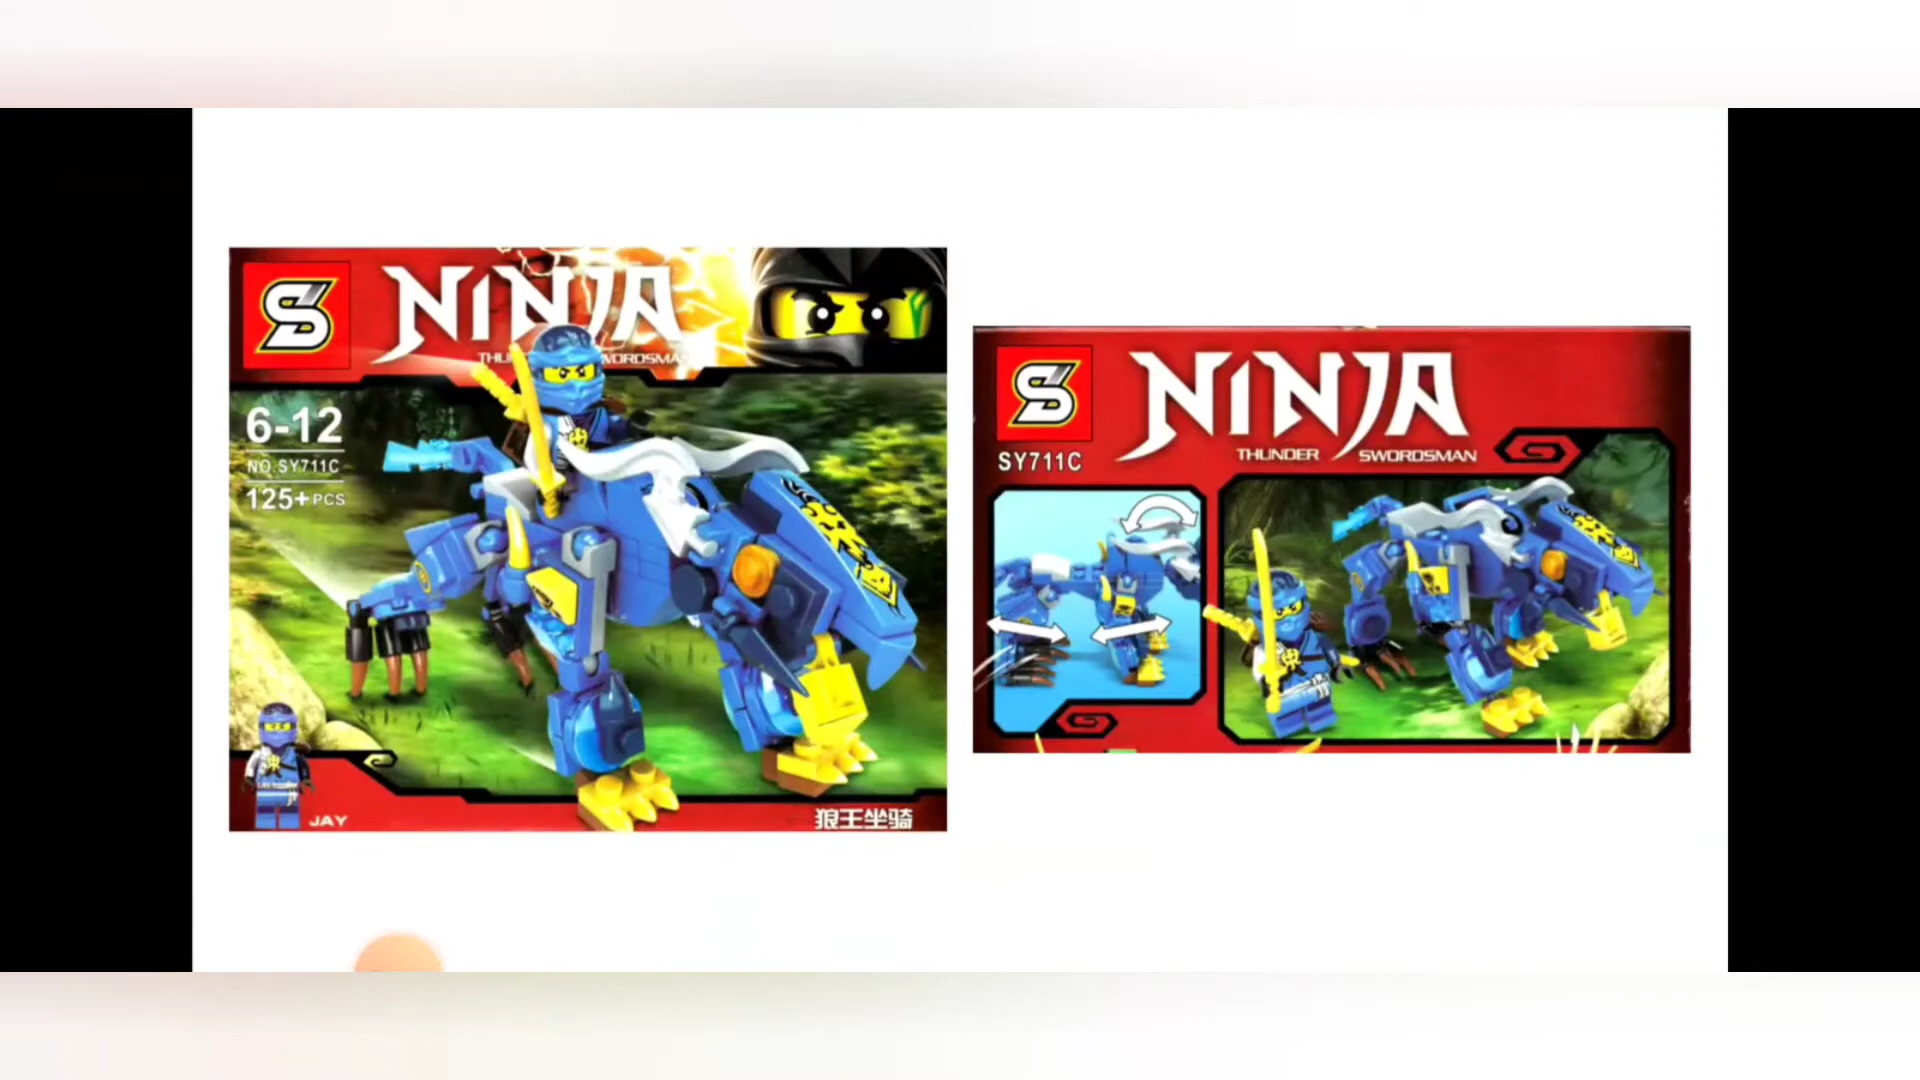 S
NINJA
6-12
NO.SY711C
125+PCS
JAY
狼王坐骑
S
NINJA
THUNDER SWORDSMAN
SY711C